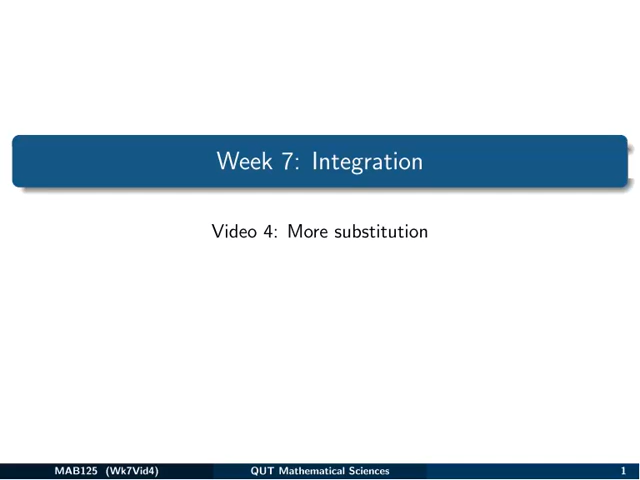 Week 7: Integration
Video 4: More substitution
MAB125 (Wk7Vid4) QUT Mathematical Sciences 1